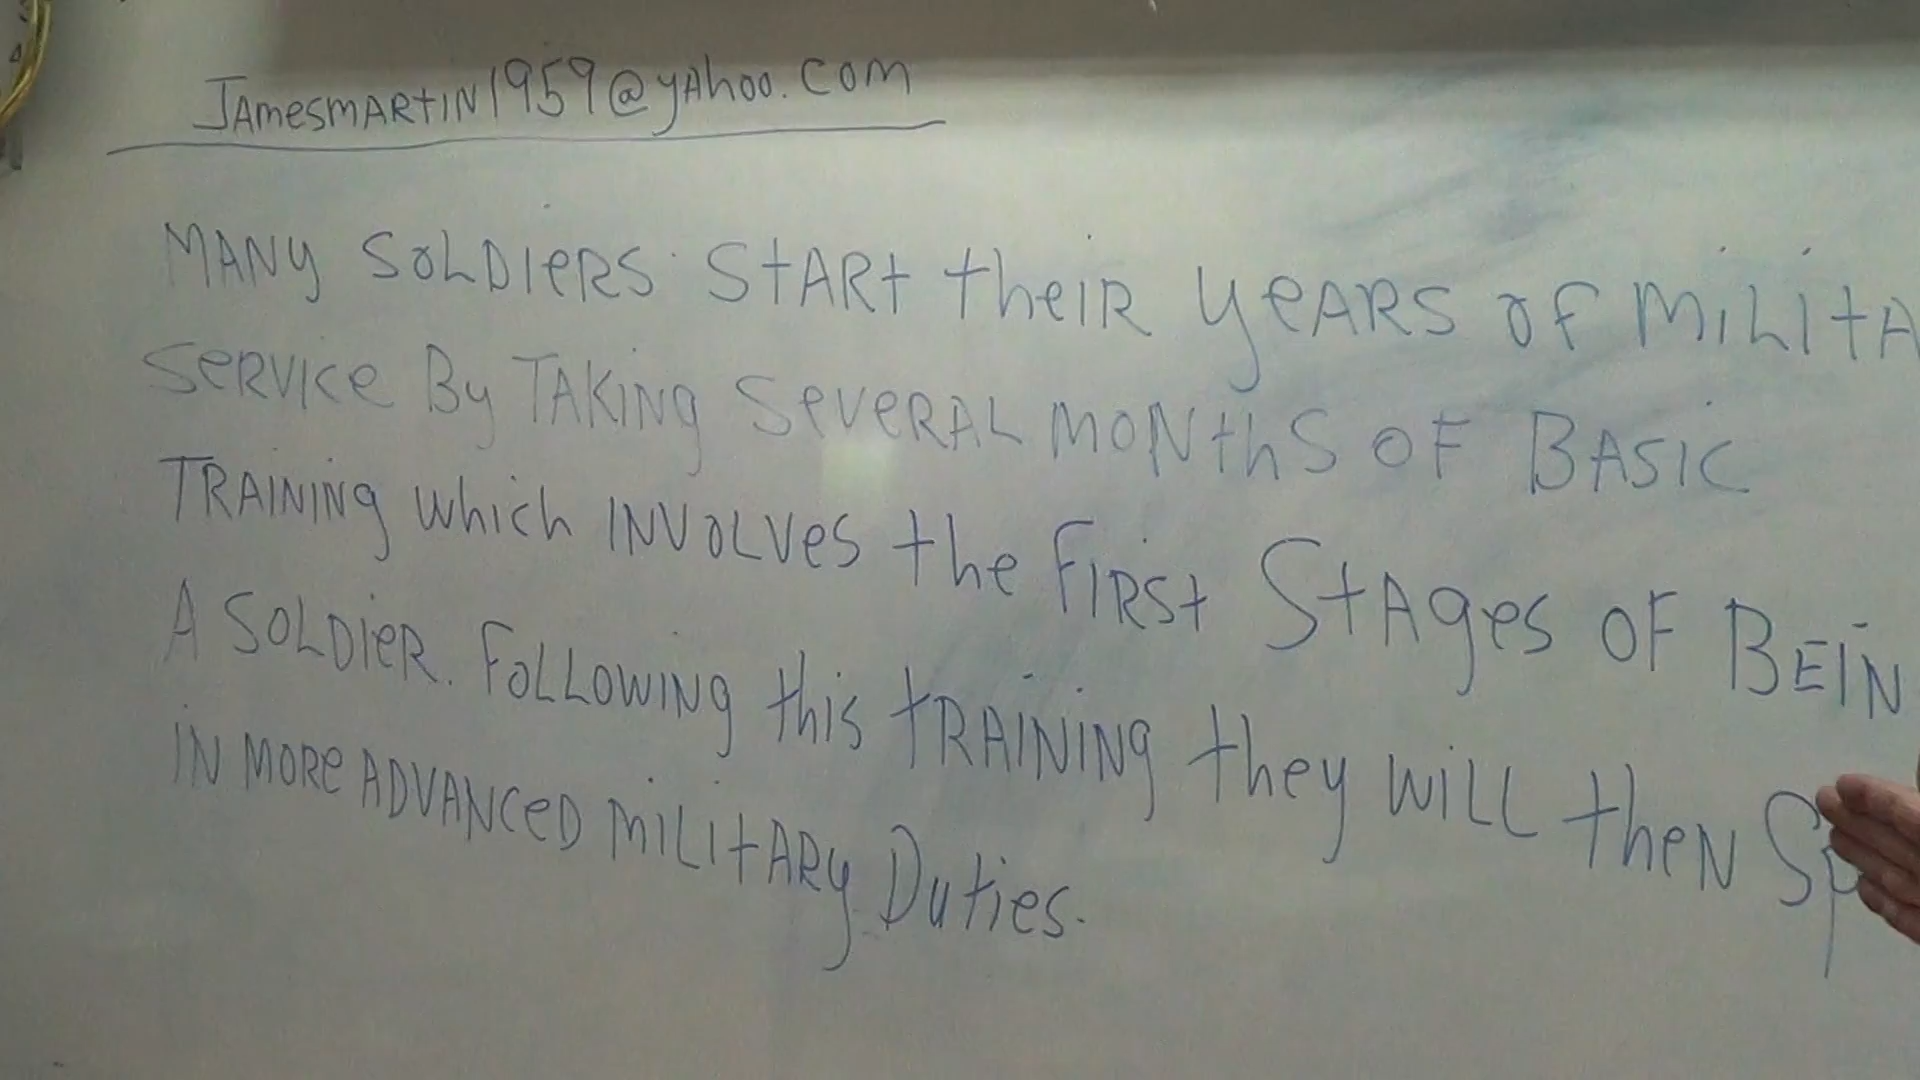 JAmesmARtIN1959@yAhoo.com
MANY SOLDIeRS StARt theIR yeARS OF MiLitA
SeRVICe By TAKiNg SeVeRAL MONthS OF BASIC
TRAININg which INVOLVes the FIRSt StAges OF BEIN
A SOLDieR. FOLLOWINg this tRAININg they wiLL theN Sp
IN MORe ADVANCeD MiLitARy Duties.